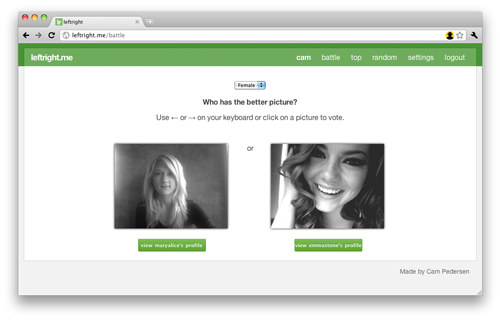 leftright
leftright.me/battle
leftright.me cam battle top random settings logout
Female
Who has the better picture?
Use ← or → on your keyboard or click on a picture to vote.
or
view maryalice's profile view emmastone's profile
Made by Cam Pedersen